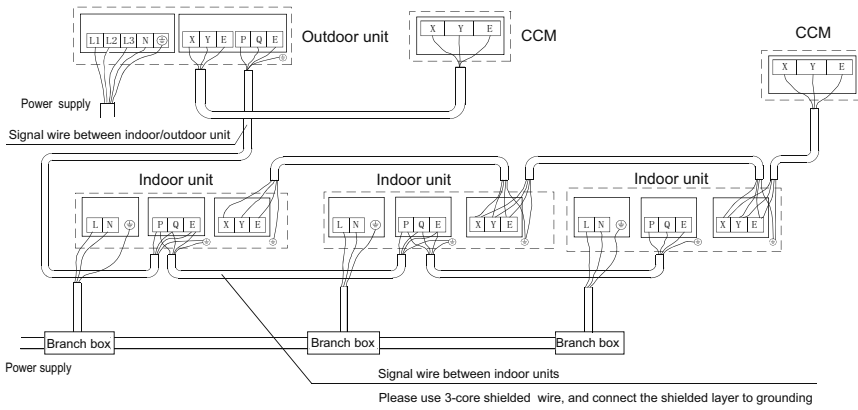 Outdoor unit
CCM
CCM
L1 L2 L3 N
X Y E
P Q E
X Y E
X Y E
Power supply
Signal wire between indoor/outdoor unit
Indoor unit
Indoor unit
Indoor unit
L N
P Q E
X Y E
L N
P Q E
X Y E
L N
P Q E
X Y E
Branch box
Branch box
Branch box
Power supply
Signal wire between indoor units
Please use 3-core shielded wire, and connect the shielded layer to grounding